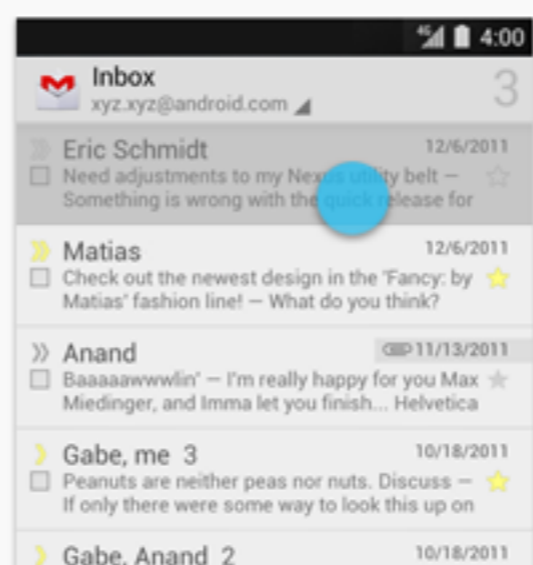 4G 4:00
Inbox
xyz.xyz@android.com
3
Eric Schmidt 12/6/2011
Need adjustments to my Nexus utility belt –
Something is wrong with the quick release for
Matias 12/6/2011
Check out the newest design in the 'Fancy: by
Matias' fashion line! – What do you think?
Anand 11/13/2011
Baaaaawwwlin' – I'm really happy for you Max
Miedinger, and Imma let you finish... Helvetica
Gabe, me 3 10/18/2011
Peanuts are neither peas nor nuts. Discuss –
If only there were some way to look this up on
Gabe, Anand 2 10/18/2011